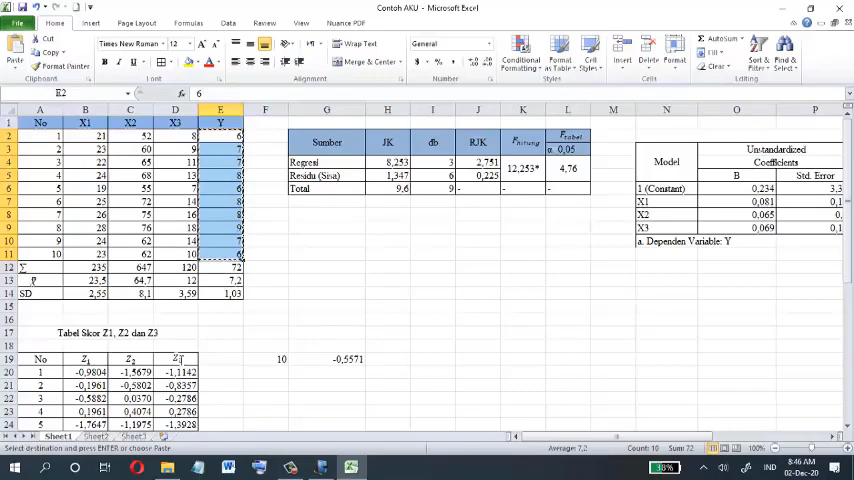 Contoh AKU - Microsoft Excel
File Home Insert Page Layout Formulas Data Review View Nuance PDF
Cut Times New Roman 12 A A Wrap Text General AutoSum
Copy Fill
Paste Format Painter B I U A Merge & Center % , Conditional Formatting Format as Table Cell Styles Insert Delete Format Clear Sort & Filter Find & Select
Clipboard Font Alignment Number Styles Cells Editing
E2 6
A B C D E F G H I J K L M N O P
1 No X1 X2 X3 Y
2 1 21 52 8 6 Sumber JK db RJK F_hitung F_tabel Unstandardized
3 2 23 60 9 7 α. 0,05 Model Coefficients
4 3 22 65 11 7 Regresi 8,253 3 2,751 12,253* 4,76
5 4 24 68 13 8 Residu (Sisa) 1,347 6 0,225 B Std. Error
6 5 19 55 7 6 Total 9,6 9 - - - 1 (Constant) 0,234 3,3
7 6 25 72 14 8 X1 0,081 0,1
8 7 26 75 16 8 X2 0,065 0,
9 8 28 76 18 9 X3 0,069 0,1
10 9 24 62 14 7 a. Dependen Variable: Y
11 10 23 62 10 6
12 ∑ 235 647 120 72
13 x̄ 23,5 64,7 12 7,2
14 SD 2,55 8,1 3,59 1,03
15
16
17 Tabel Skor Z1, Z2 dan Z3
18
19 No Z₁ Z₂ Z₃ 10 -0,5571
20 1 -0,9804 -1,5679 -1,1142
21 2 -0,1961 -0,5802 -0,8357
22 3 -0,5882 0,0370 -0,2786
23 4 0,1961 0,4074 0,2786
24 5 -1,7647 -1,1975 -1,3928
Sheet1 Sheet2 Sheet3
Select destination and press ENTER or choose Paste Average: 7,2 Count: 10 Sum: 72 100%
38% IND 8:46 AM
02-Dec-20